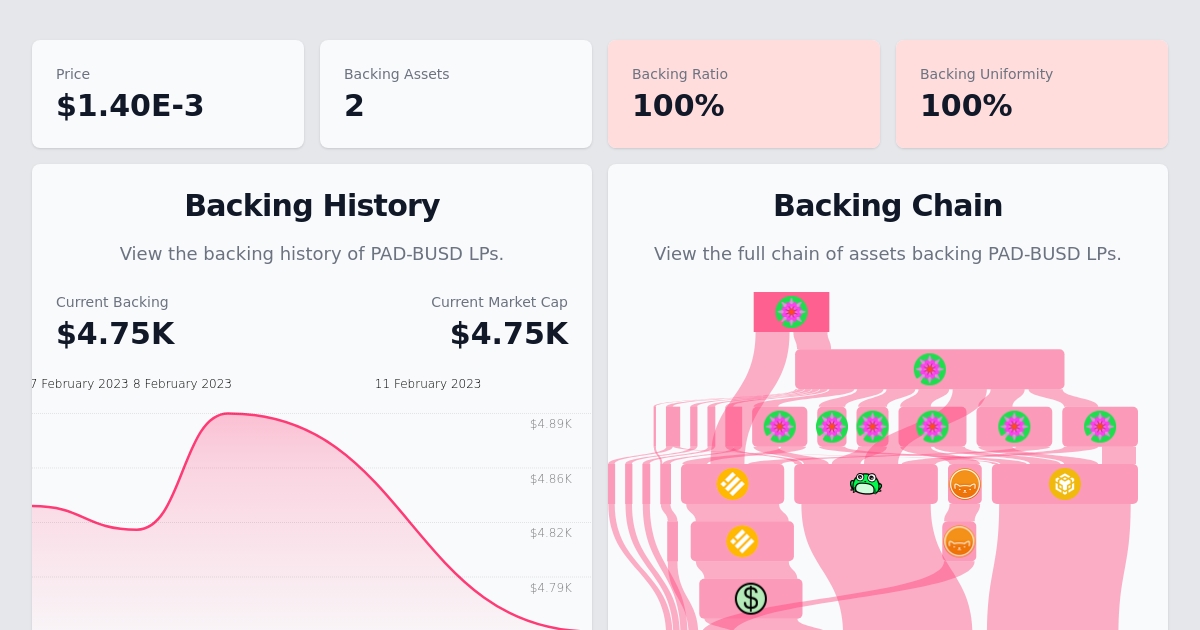 Price
$1.40E-3
Backing Assets
2
Backing Ratio
100%
Backing Uniformity
100%
Backing History
View the backing history of PAD-BUSD LPs.
Current Backing
$4.75K
Current Market Cap
$4.75K
7 February 2023 8 February 2023 11 February 2023
$4.89K
$4.86K
$4.82K
$4.79K
Backing Chain
View the full chain of assets backing PAD-BUSD LPs.
$